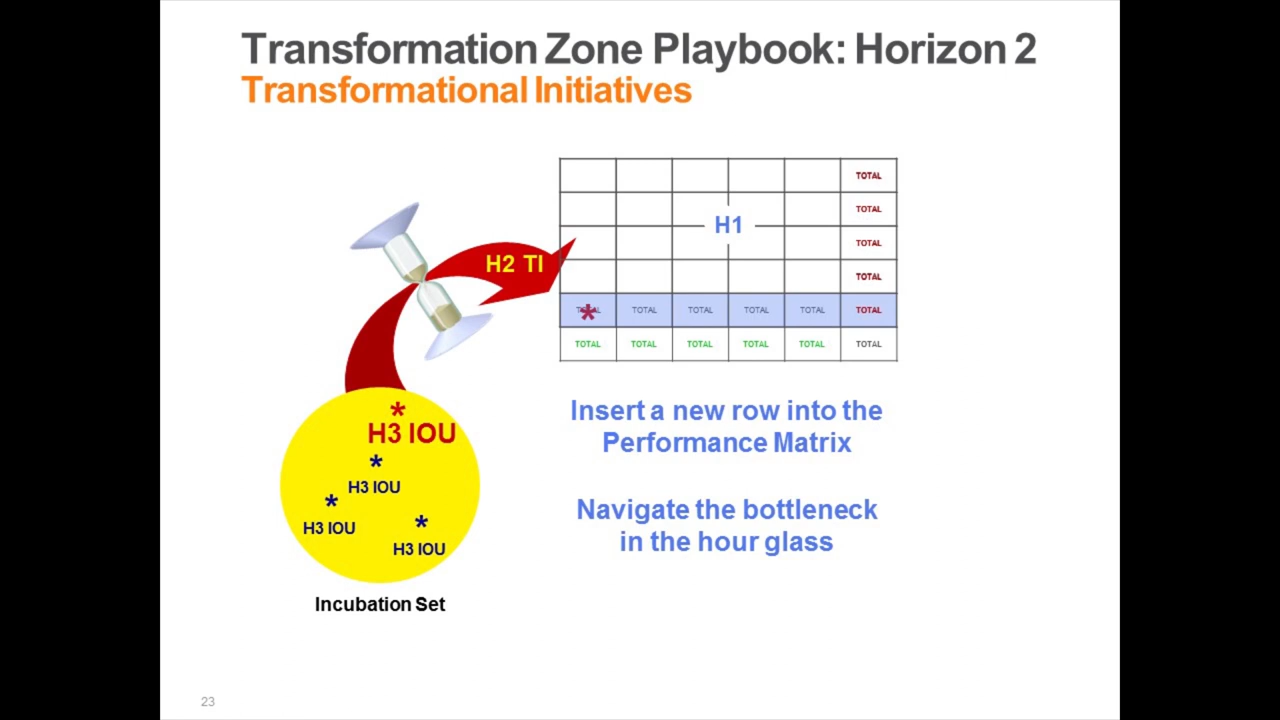 Transformation Zone Playbook: Horizon 2
Transformational Initiatives
TOTAL
TOTAL
H1
TOTAL
H2 TI
TOTAL
TOTAL TOTAL TOTAL TOTAL TOTAL TOTAL
*
TOTAL TOTAL TOTAL TOTAL TOTAL TOTAL
*
H3 IOU
*
H3 IOU
*
H3 IOU
*
H3 IOU
Incubation Set
Insert a new row into the
Performance Matrix
Navigate the bottleneck
in the hour glass
23